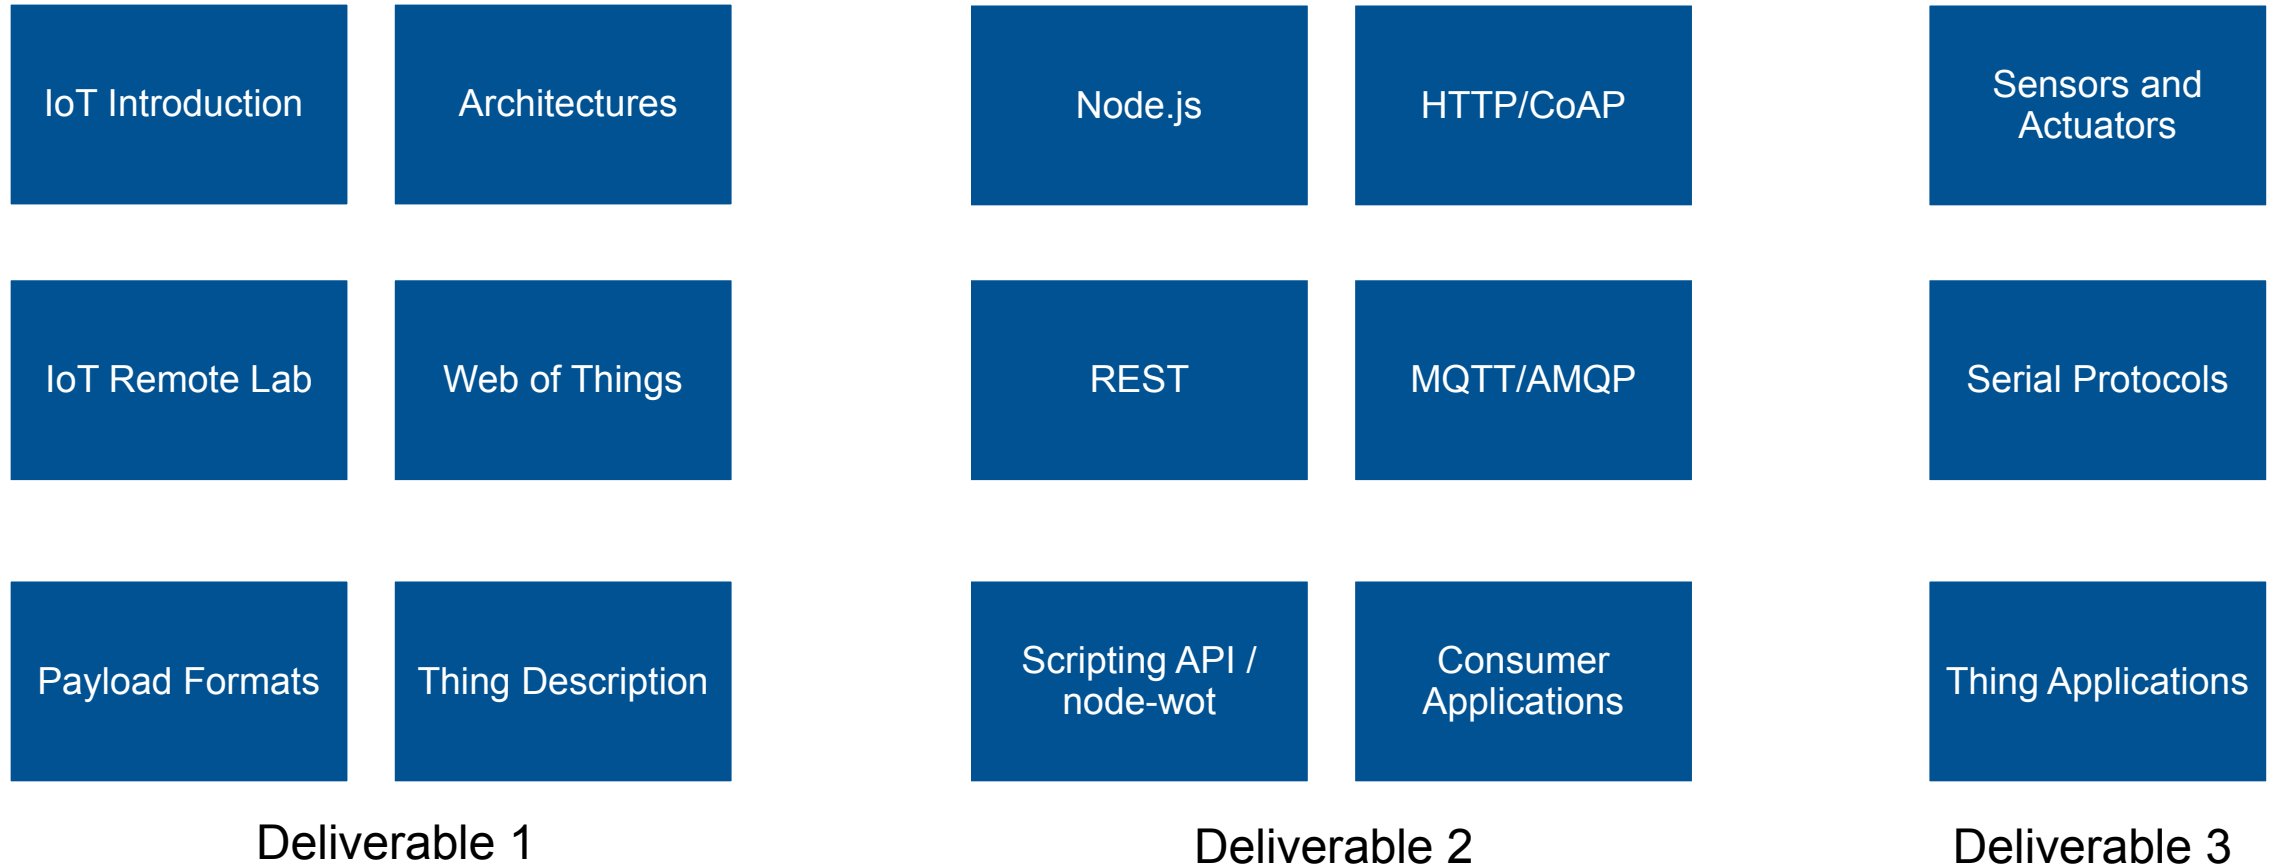 IoT Introduction
Architectures
Node.js
HTTP/CoAP
Sensors and
Actuators
IoT Remote Lab
Web of Things
REST
MQTT/AMQP
Serial Protocols
Payload Formats
Thing Description
Scripting API /
node-wot
Consumer
Applications
Thing Applications
Deliverable 1
Deliverable 2
Deliverable 3